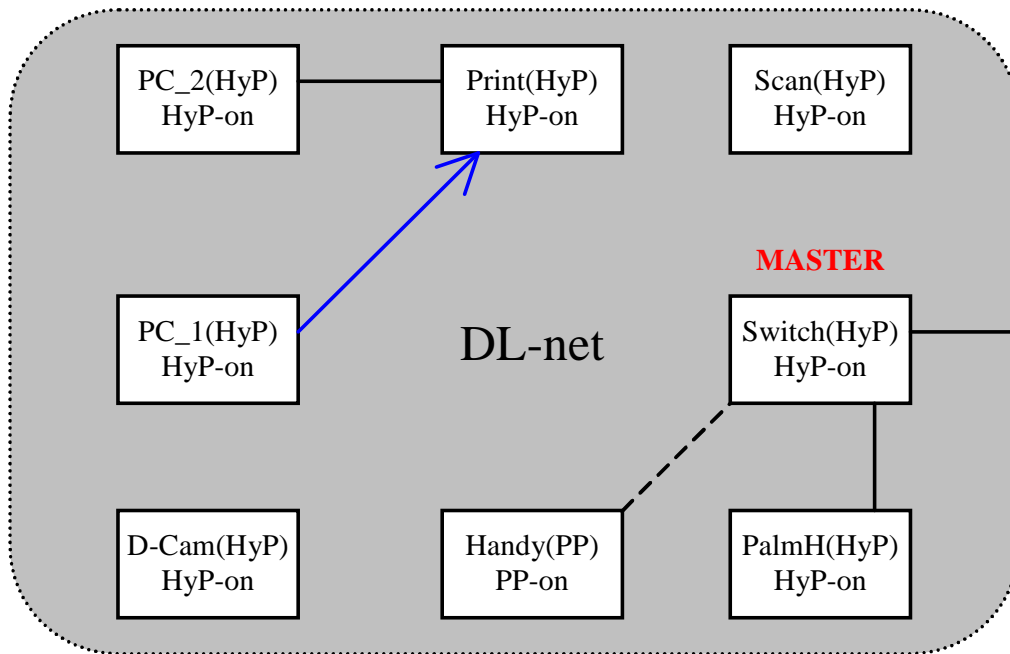 PC_2(HyP)
HyP-on
Print(HyP)
HyP-on
Scan(HyP)
HyP-on
MASTER
PC_1(HyP)
HyP-on
DL-net
Switch(HyP)
HyP-on
D-Cam(HyP)
HyP-on
Handy(PP)
PP-on
PalmH(HyP)
HyP-on